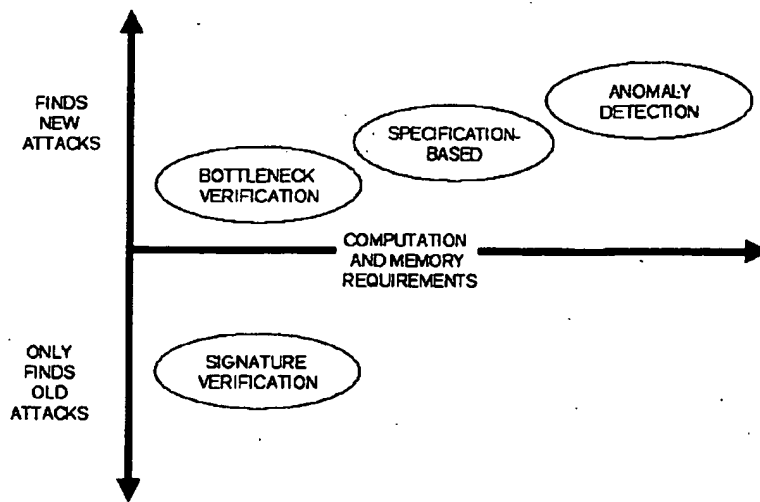 FINDS
NEW
ATTACKS
ANOMALY
DETECTION
SPECIFICATION-
BASED
BOTTLENECK
VERIFICATION
COMPUTATION
AND MEMORY
REQUIREMENTS
ONLY
FINDS
OLD
ATTACKS
SIGNATURE
VERIFICATION